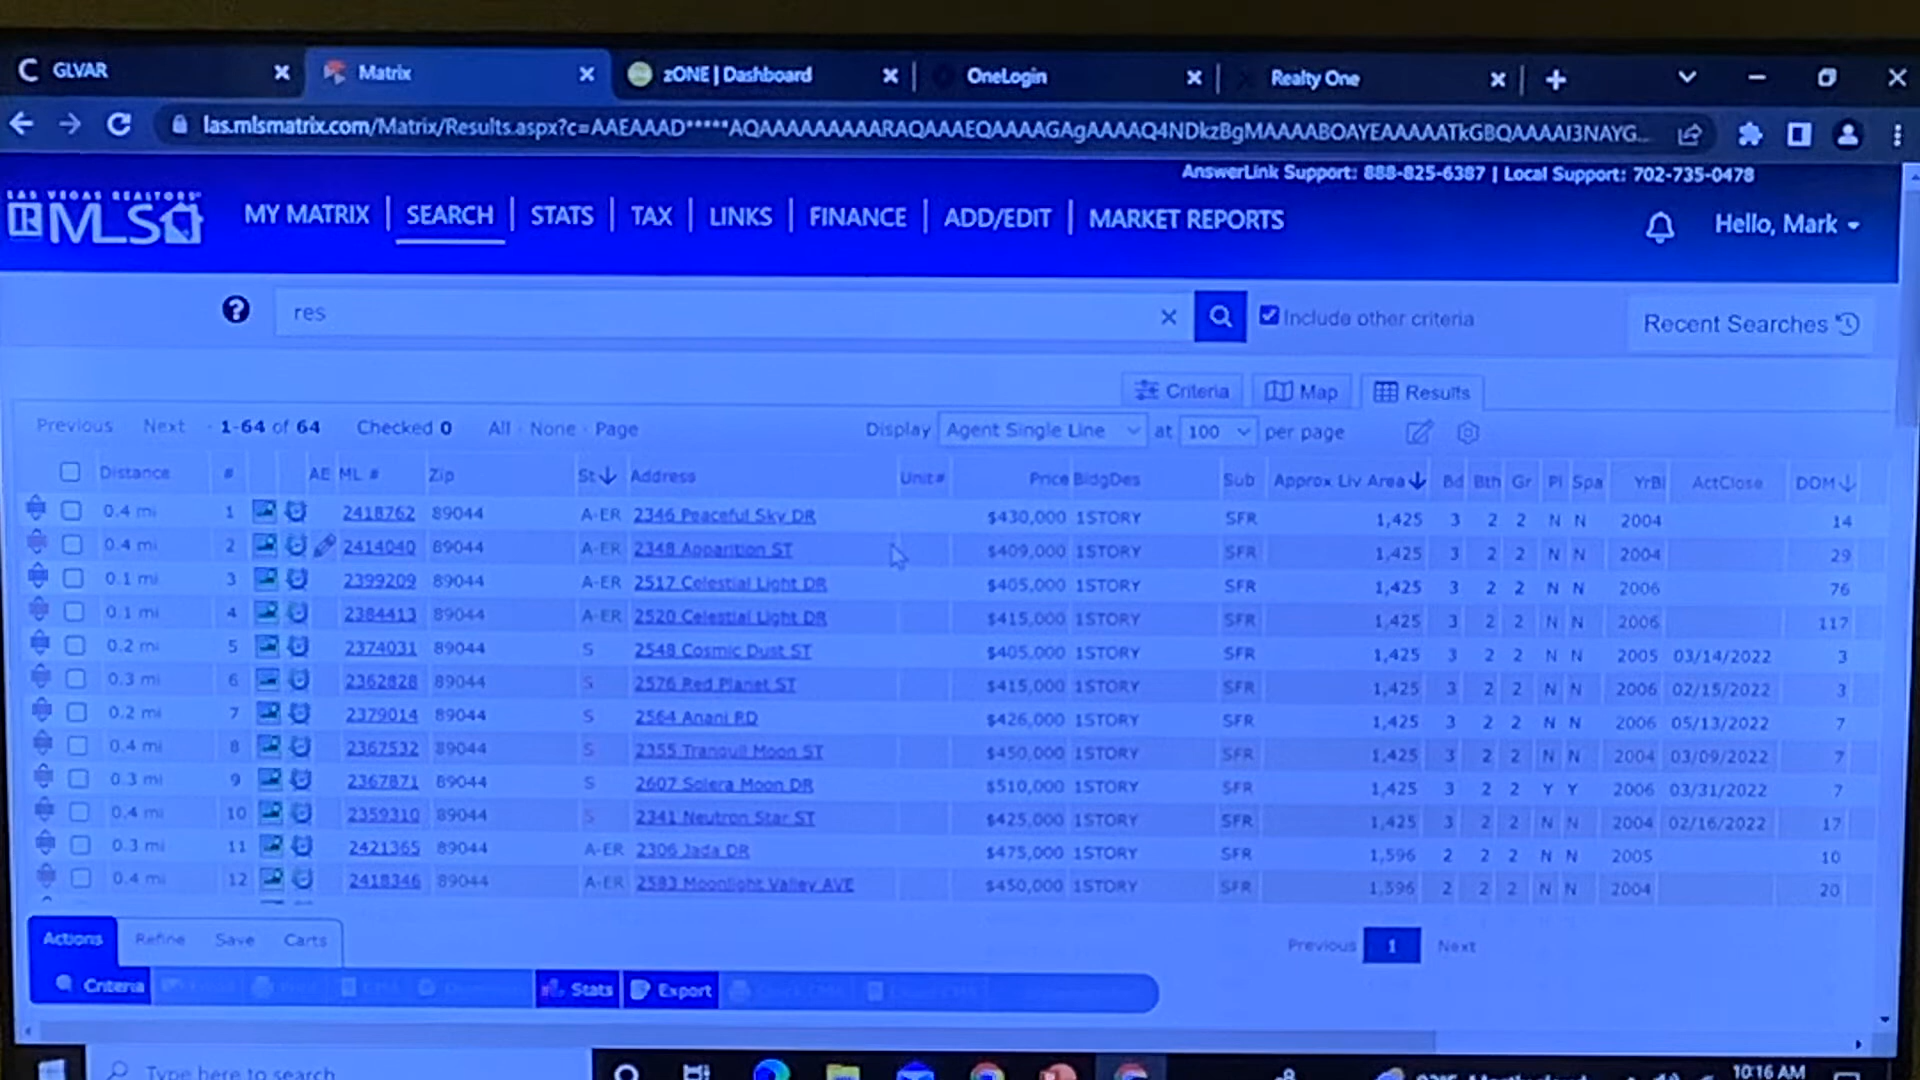 GLVAR
Matrix
zONE | Dashboard
OneLogin
Realty One
las.mlsmatrix.com/Matrix/Results.aspx?c=AAEAAAD*****AQAAAAAAAAARAQAAAEQAAAAGAgAAAAQ4NDkzBgMAAAABOAYEAAAAATkGBQAAAAI3NAYG...
AnswerLink Support: 888-825-6387 | Local Support: 702-735-0478
LAS VEGAS REALTORS®
MLS
MY MATRIX | SEARCH | STATS | TAX | LINKS | FINANCE | ADD/EDIT | MARKET REPORTS
Hello, Mark
res
Include other criteria
Recent Searches
Criteria Map Results
Previous Next · 1-64 of 64 Checked 0 All · None · Page
Display Agent Single Line at 100 per page
Distance # AE ML # Zip St Address Unit# Price BldgDes Sub Approx Liv Area Bd Bth Gr Pl Spa YrBl ActClose DOM
0.4 mi 1 2418762 89044 A-ER 2346 Peaceful Sky DR $430,000 1STORY SFR 1,425 3 2 2 N N 2004 14
0.4 mi 2 2414040 89044 A-ER 2348 Apparition ST $409,000 1STORY SFR 1,425 3 2 2 N N 2004 29
0.1 mi 3 2399209 89044 A-ER 2517 Celestial Light DR $405,000 1STORY SFR 1,425 3 2 2 N N 2006 76
0.1 mi 4 2384413 89044 A-ER 2520 Celestial Light DR $415,000 1STORY SFR 1,425 3 2 2 N N 2006 117
0.2 mi 5 2374031 89044 S 2548 Cosmic Dust ST $405,000 1STORY SFR 1,425 3 2 2 N N 2005 03/14/2022 3
0.3 mi 6 2362828 89044 S 2576 Red Planet ST $415,000 1STORY SFR 1,425 3 2 2 N N 2006 02/15/2022 3
0.2 mi 7 2379014 89044 S 2564 Anani RD $426,000 1STORY SFR 1,425 3 2 2 N N 2006 05/13/2022 7
0.4 mi 8 2367532 89044 S 2355 Tranquil Moon ST $450,000 1STORY SFR 1,425 3 2 2 N N 2004 03/09/2022 7
0.3 mi 9 2367871 89044 S 2607 Solera Moon DR $510,000 1STORY SFR 1,425 3 2 2 Y Y 2006 03/31/2022 7
0.4 mi 10 2359310 89044 S 2341 Neutron Star ST $425,000 1STORY SFR 1,425 3 2 2 N N 2004 02/16/2022 17
0.3 mi 11 2421365 89044 A-ER 2306 Jada DR $475,000 1STORY SFR 1,596 2 2 2 N N 2005 10
0.4 mi 12 2418346 89044 A-ER 2583 Moonlight Valley AVE $450,000 1STORY SFR 1,596 2 2 2 N N 2004 20
Actions Refine Save Carts
Previous 1 Next
Criteria
Stats Export
Type here to search
10:16 AM